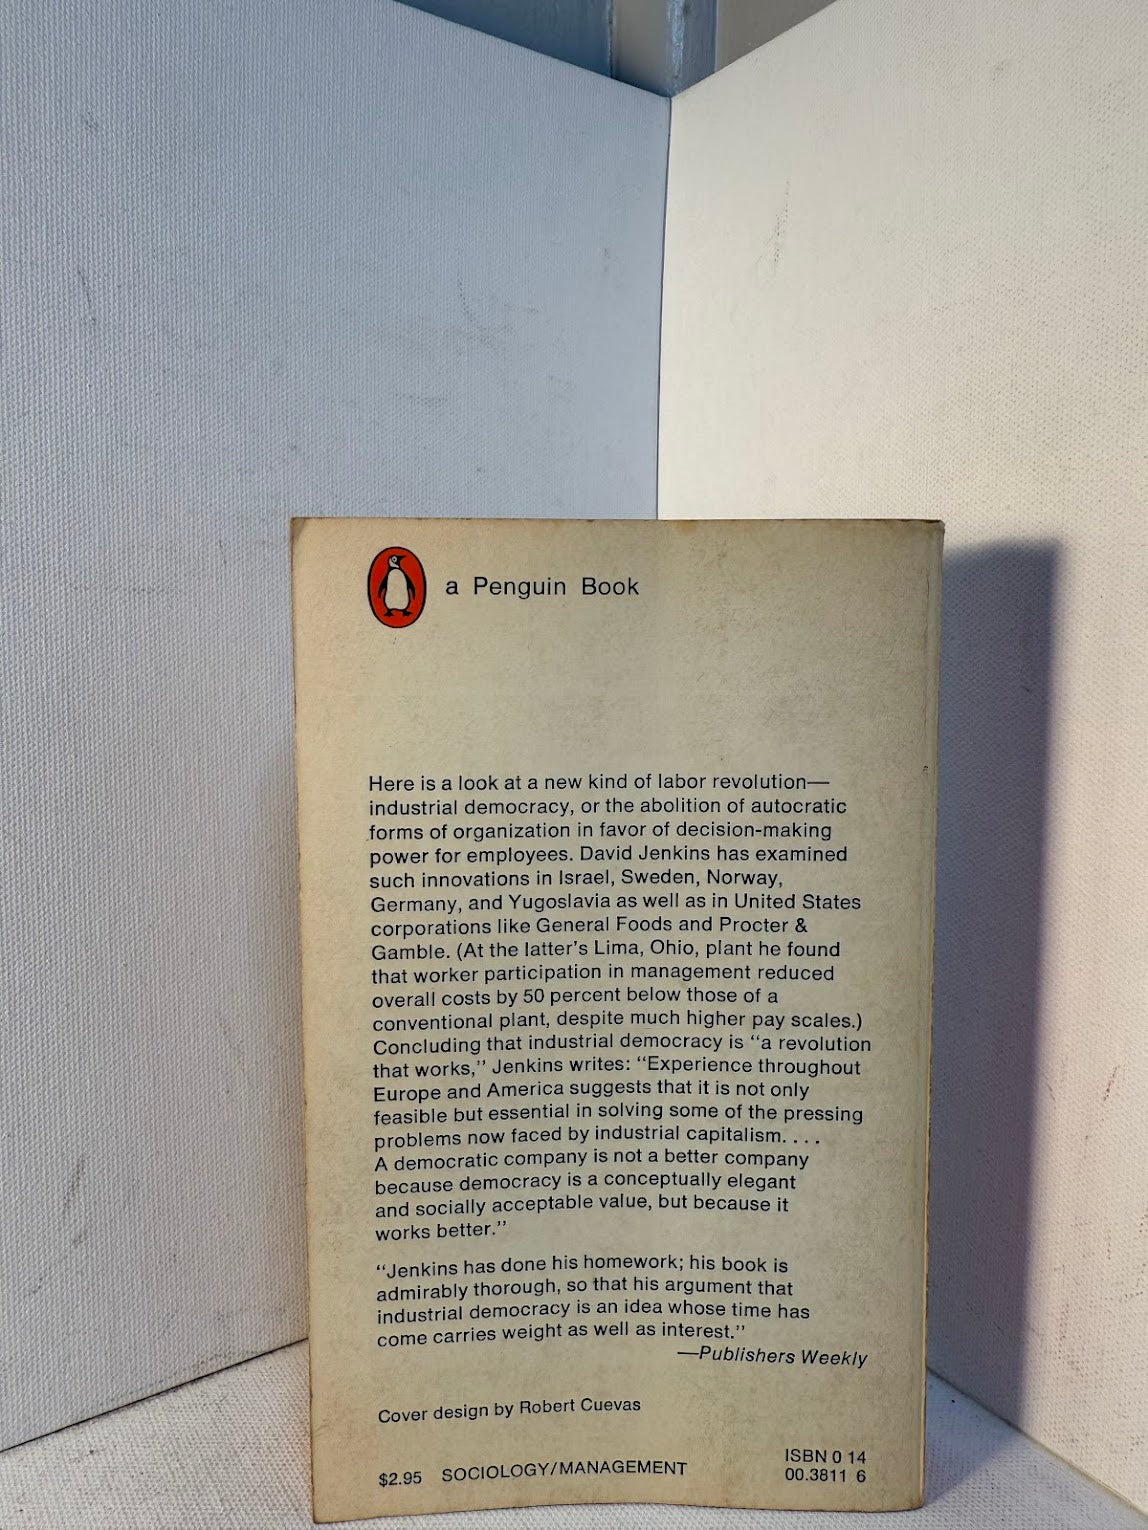 a Penguin Book
Here is a look at a new kind of labor revolution—
industrial democracy, or the abolition of autocratic
forms of organization in favor of decision-making
power for employees. David Jenkins has examined
such innovations in Israel, Sweden, Norway,
Germany, and Yugoslavia as well as in United States
corporations like General Foods and Procter &
Gamble. (At the latter's Lima, Ohio, plant he found
that worker participation in management reduced
overall costs by 50 percent below those of a
conventional plant, despite much higher pay scales.)
Concluding that industrial democracy is "a revolution
that works," Jenkins writes: "Experience throughout
Europe and America suggests that it is not only
feasible but essential in solving some of the pressing
problems now faced by industrial capitalism. . . .
A democratic company is not a better company
because democracy is a conceptually elegant
and socially acceptable value, but because it
works better."
"Jenkins has done his homework; his book is
admirably thorough, so that his argument that
industrial democracy is an idea whose time has
come carries weight as well as interest."
—Publishers Weekly
Cover design by Robert Cuevas
$2.95 SOCIOLOGY/MANAGEMENT
ISBN 0 14
00.3811 6